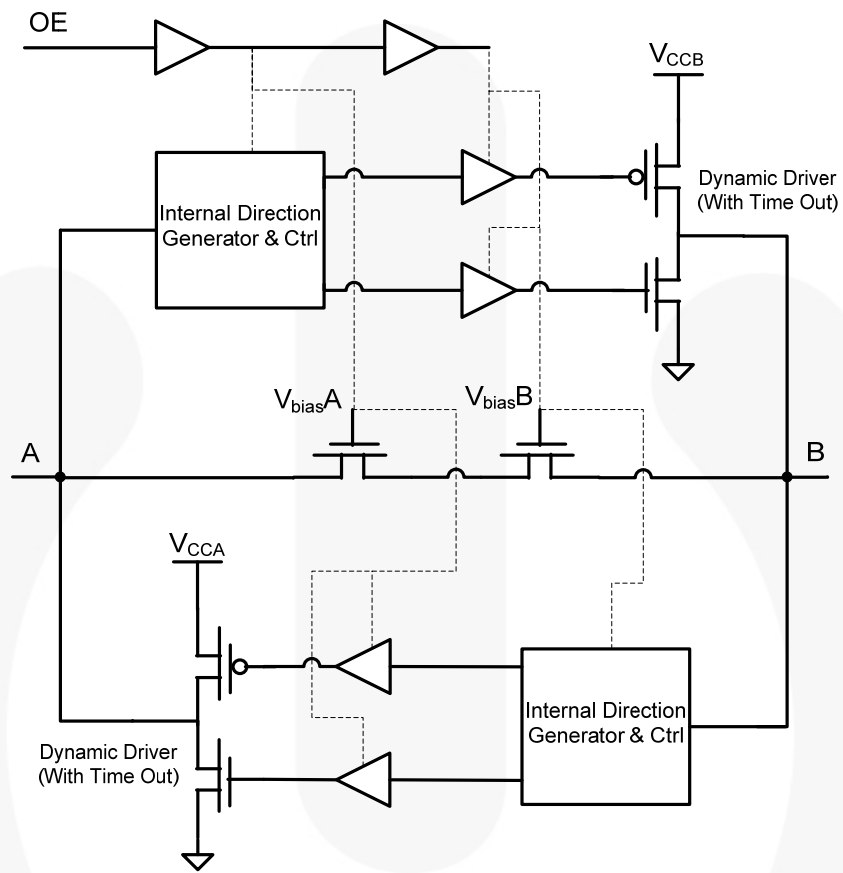 OE
VCCB
Dynamic Driver
(With Time Out)
Internal Direction
Generator & Ctrl
VbiasA
VbiasB
A
B
VCCA
Internal Direction
Generator & Ctrl
Dynamic Driver
(With Time Out)